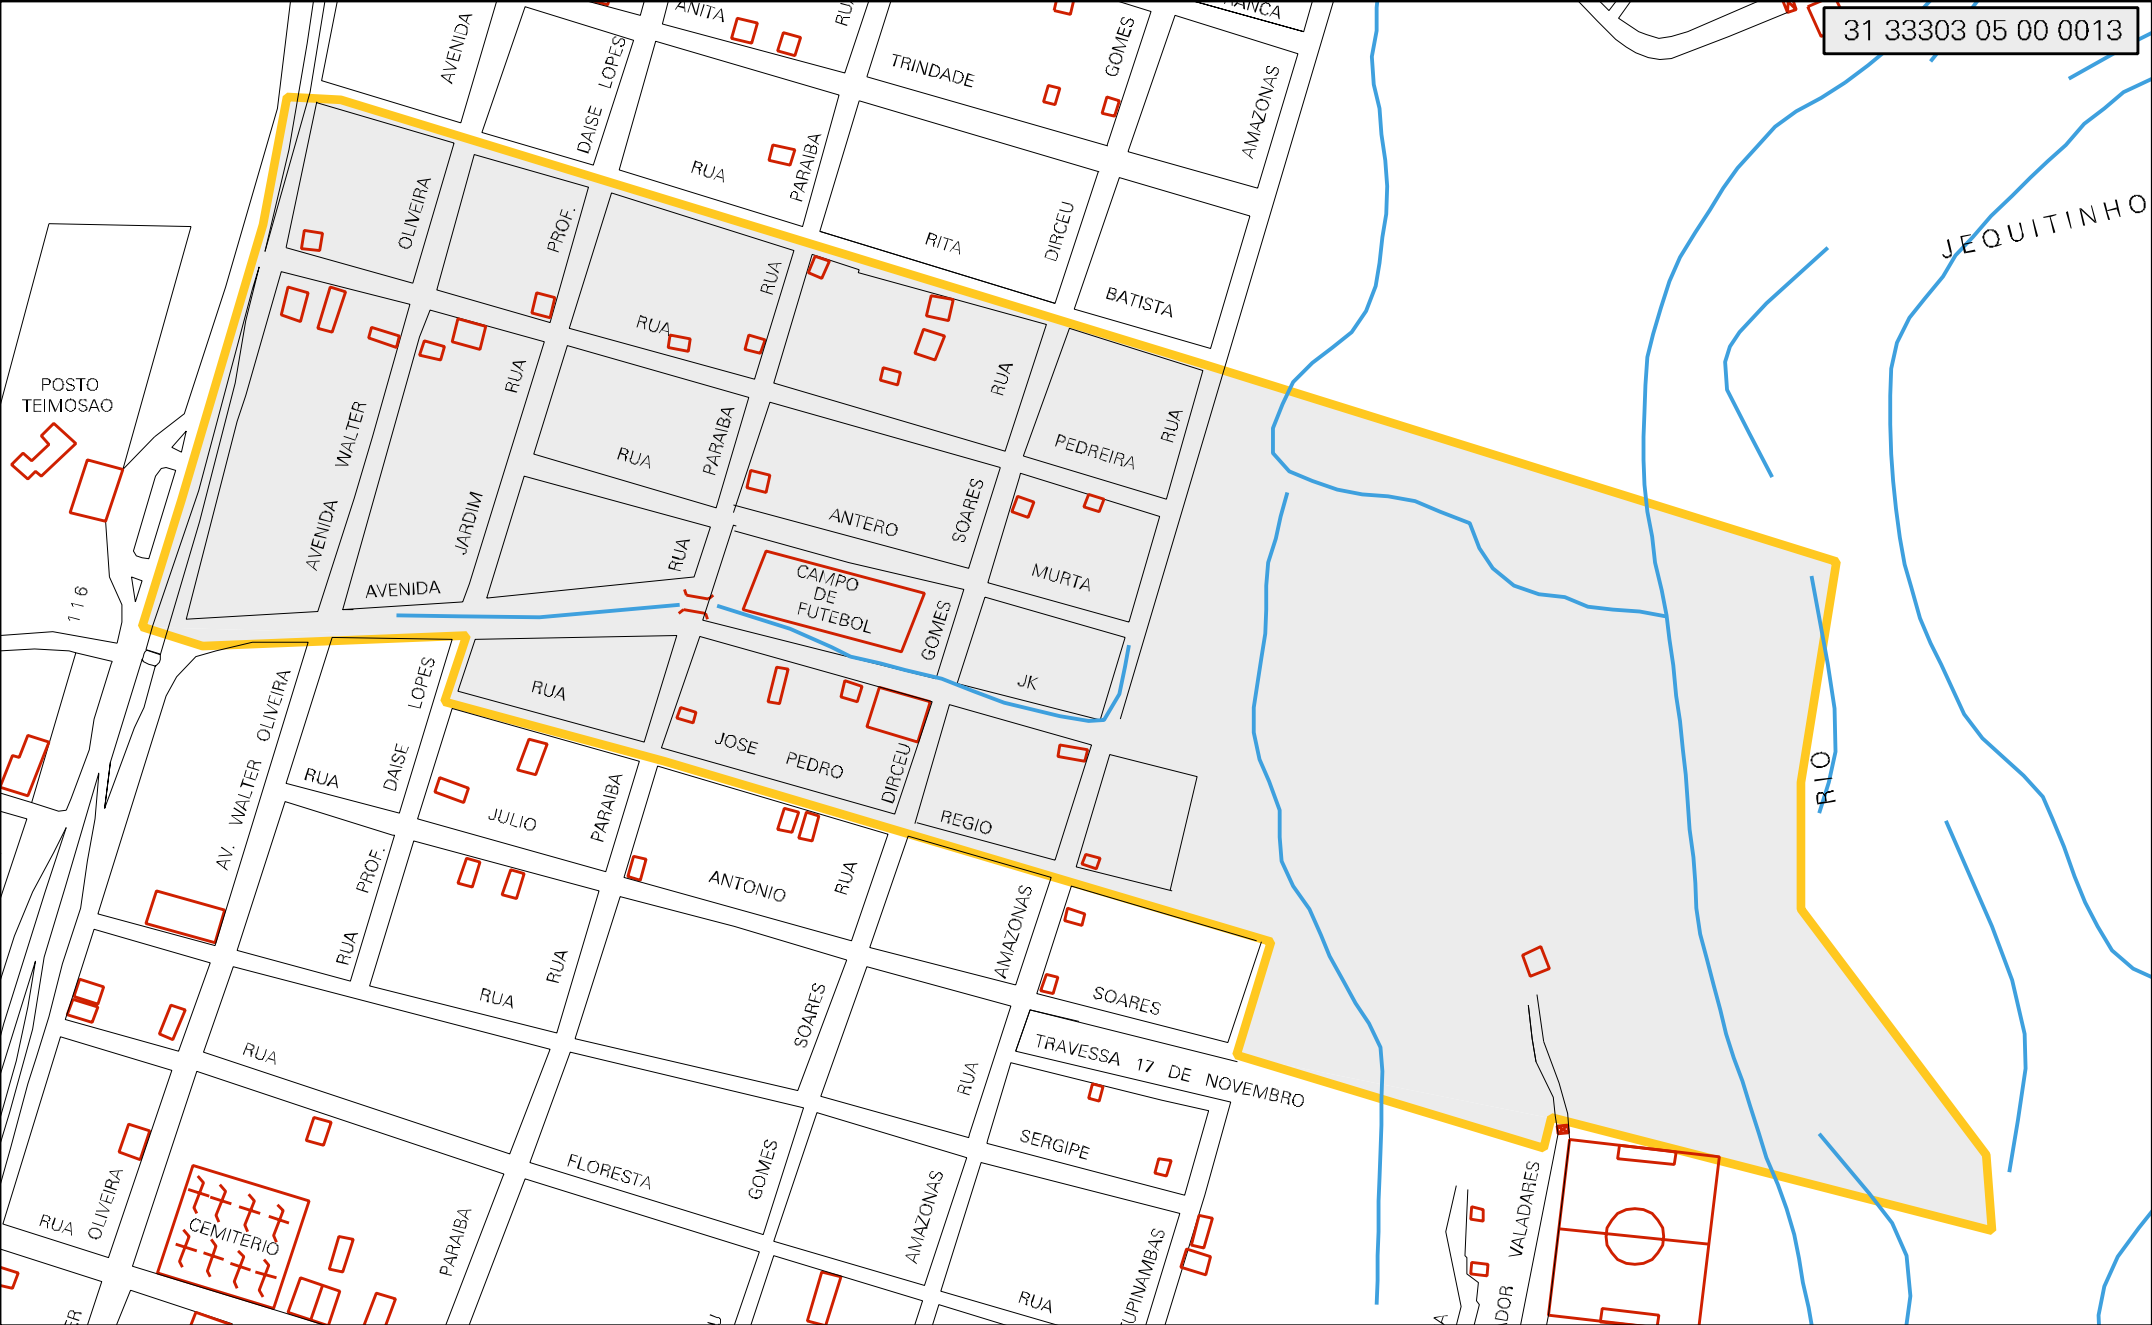 31 33303 05 00 0013
ANITA
AVENIDA
DAISE LOPES
TRINDADE
GOMES
AMAZONAS
RUA
PARAIBA
RITA
DIRCEU
BATISTA
JEQUITINHO
OLIVEIRA
PROF.
RUA
RUA
RUA
RUA
PEDREIRA
POSTO
TEIMOSAO
AVENIDA WALTER
JARDIM
RUA
RUA
PARAIBA
ANTERO
SOARES
RUA
MURTA
AVENIDA
CAMPO
DE
FUTEBOL
GOMES
JK
116
RUA
JOSE PEDRO
DIRCEU
REGIO
RIO
AV. WALTER OLIVEIRA
RUA
DAISE LOPES
JULIO
PARAIBA
ANTONIO
RUA
AMAZONAS
SOARES
RUA PROF.
RUA
RUA
SOARES
RUA
TRAVESSA 17 DE NOVEMBRO
RUA
SERGIPE
FLORESTA
GOMES
AMAZONAS
RUA
OLIVEIRA
CEMITERIO
PARAIBA
RUA
VALADARES